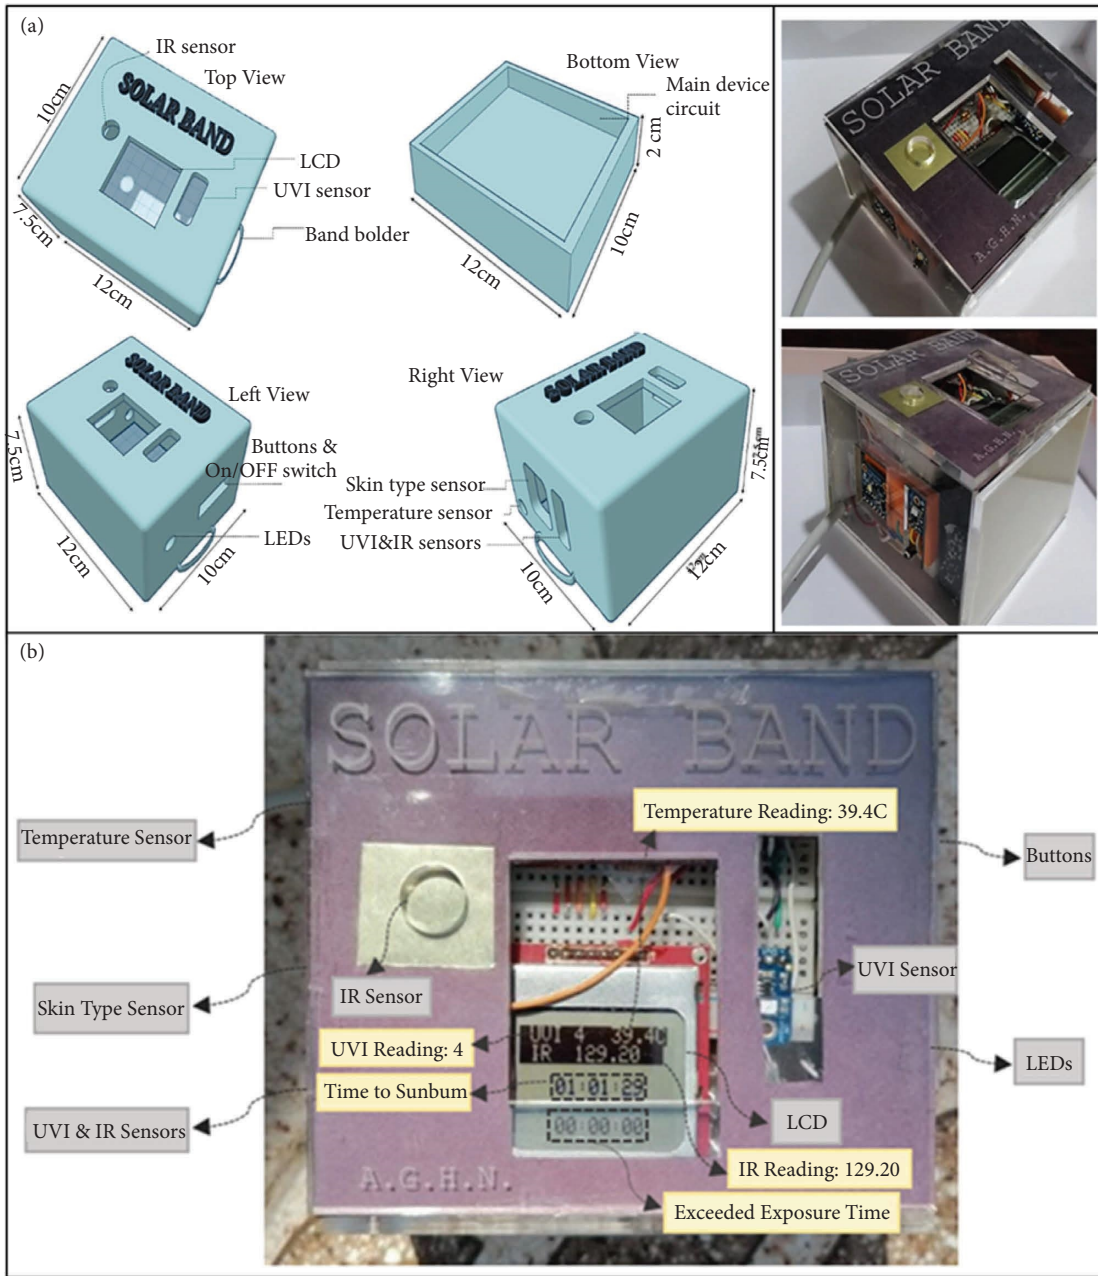 (a)
IR sensor
Top View
SOLAR BAND
10cm
LCD
UVI sensor
Band bolder
7.5cm
12cm
Bottom View
Main device
circuit
2 cm
10cm
12cm
SOLAR BAND
Left View
Buttons &
On/OFF switch
LEDs
7.5cm
12cm
10cm
Right View
SOLAR BAND
Skin type sensor
Temperature sensor
UVI&IR sensors
7.5cm
10cm
12cm
SOLAR BAND
A.G.H.N.
SOLAR BAND
A.G.H.N.
(b)
SOLAR BAND
Temperature Reading: 39.4C
Temperature Sensor
Buttons
UVI Sensor
IR Sensor
Skin Type Sensor
UVI Reading: 4
UVI 4 39.4C
IR 129.20
LEDs
Time to Sunbum
01:01:29
UVI & IR Sensors
00:00:00
LCD
IR Reading: 129.20
A.G.H.N.
Exceeded Exposure Time